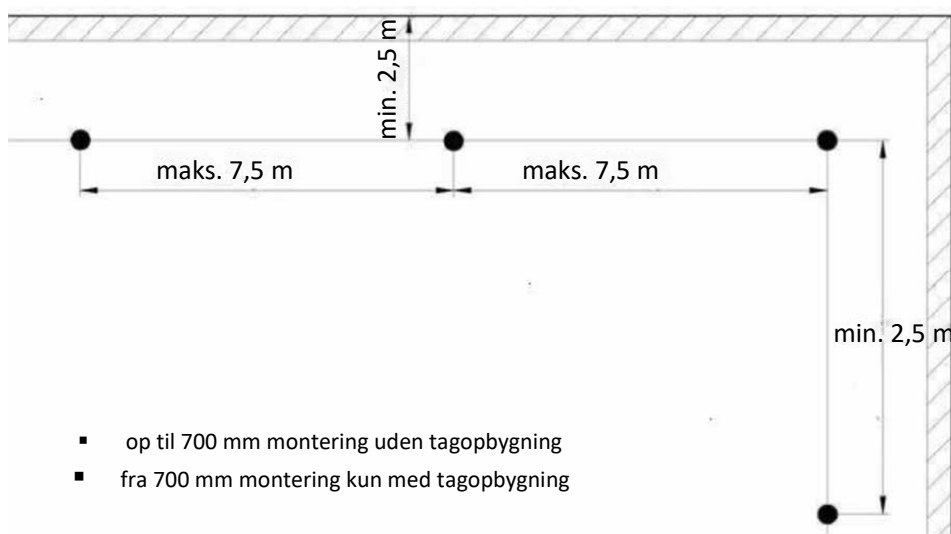 min. 2,5 m
maks. 7,5 m
maks. 7,5 m
min. 2,5 m
▪ op til 700 mm montering uden tagopbygning
▪ fra 700 mm montering kun med tagopbygning